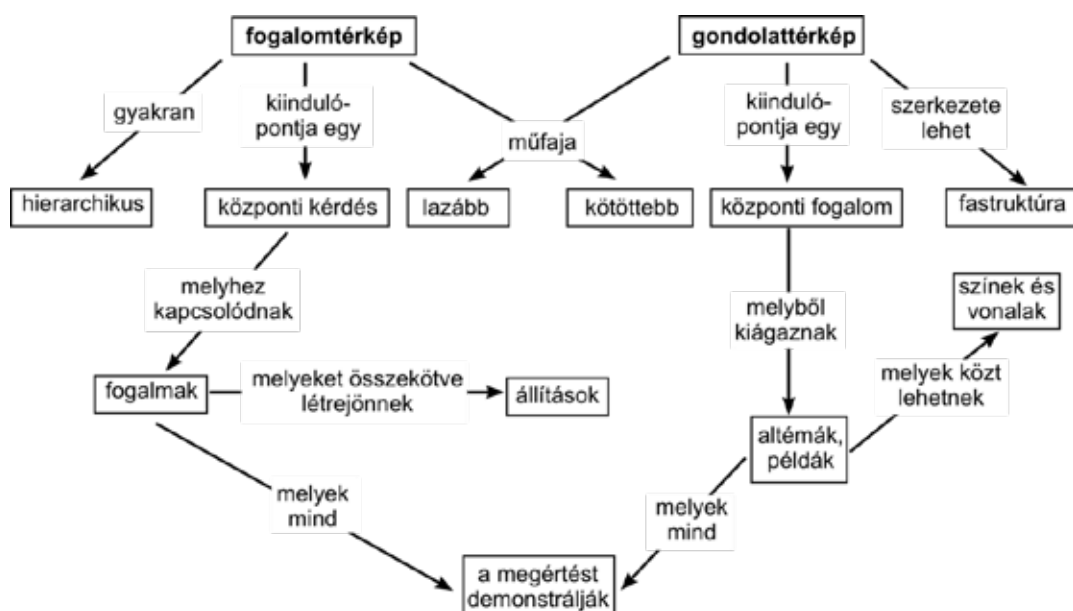 fogalomtérkép
gondolattérkép
gyakran
kiinduló-
pontja egy
műfaja
kiinduló-
pontja egy
szerkezete
lehet
hierarchikus
központi kérdés
lazább
kötöttebb
központi fogalom
fastruktúra
melyhez
kapcsolódnak
melyből
kiágaznak
színek és
vonalak
fogalmak
melyeket összekötve
létrejönnek
állítások
melyek közt
lehetnek
altémák,
példák
melyek
mind
melyek
mind
a megértést
demonstrálják